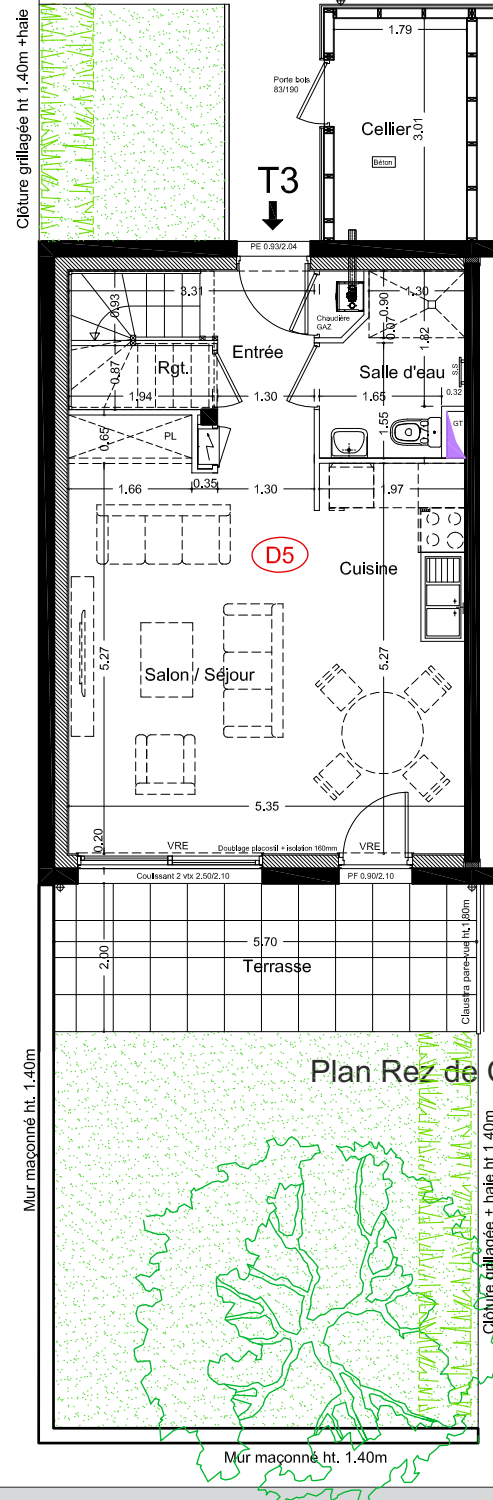 Clôture grillagée ht 1.40m +haie
1.79
Porte bois
83/190
Cellier
3.01
Béton
T3
PE 0.93/2.04
3.31
0.93
Chaudière
GAZ
0.90
0.07
1.30
1.82
Entrée
Rgt.
0.87
1.94
1.30
Salle d'eau
S.S
1.65
0.32
1.55
GT
0.65
PL
1.66
0.35
1.30
1.97
D5
Cuisine
5.27
5.27
Salon / Séjour
5.35
0.20
VRE
Doublage placostil + isolation 160mm
VRE
Coulissant 2 vtx 2.50/2.10
PF 0.90/2.10
2.00
5.70
Terrasse
Claustra pare-vue ht.1.80m
Plan Rez de
Mur maçonné ht. 1.40m
Clôture grillagée + haie ht 1.40m
Mur maçonné ht. 1.40m